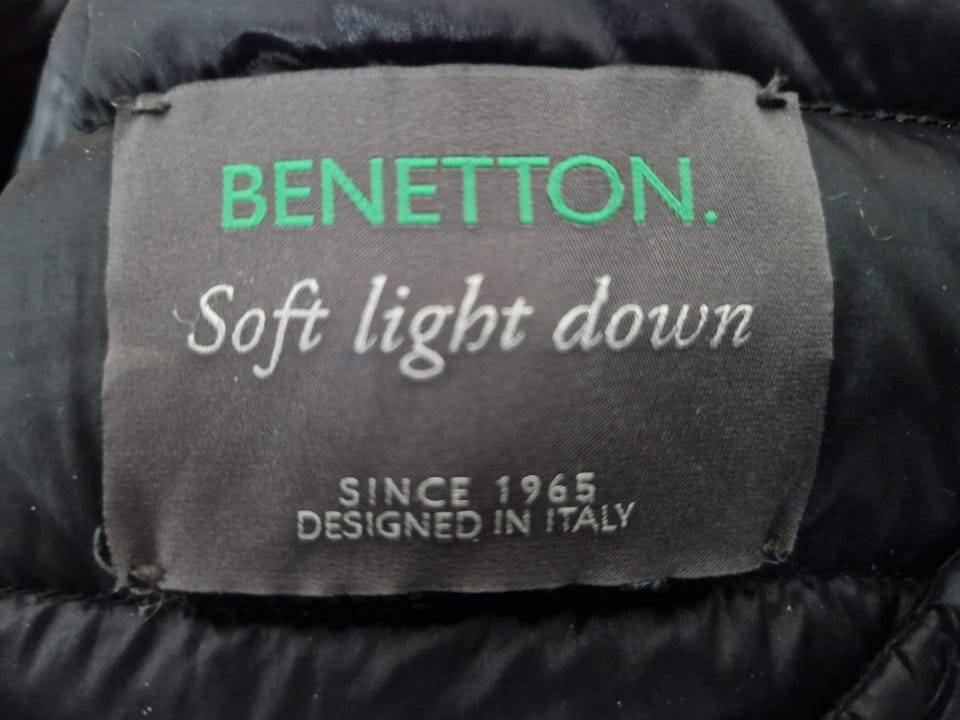 BENETTON.
Soft light down
SINCE 1965
DESIGNED IN ITALY